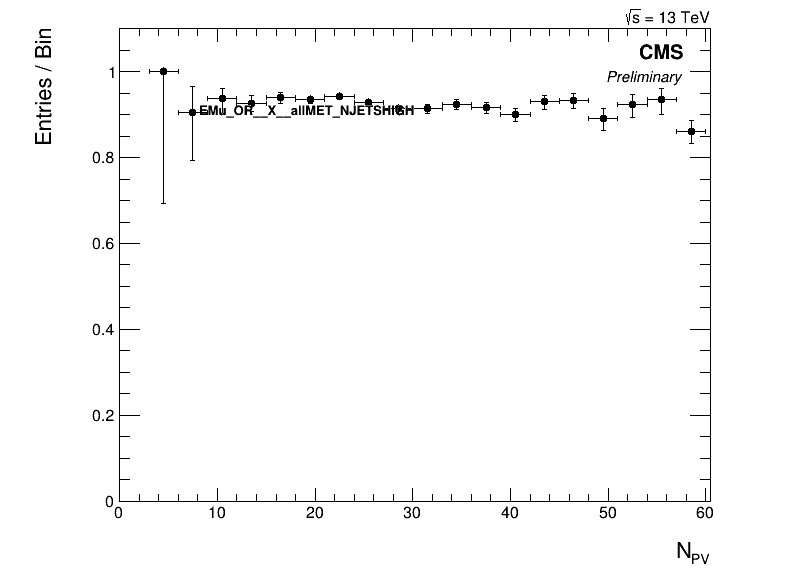 √s = 13 TeV
CMS
Preliminary
Entries / Bin
EMu_OR__X__allMET_NJETSHIGH
1
0.8
0.6
0.4
0.2
0
0 10 20 30 40 50 60
N_PV